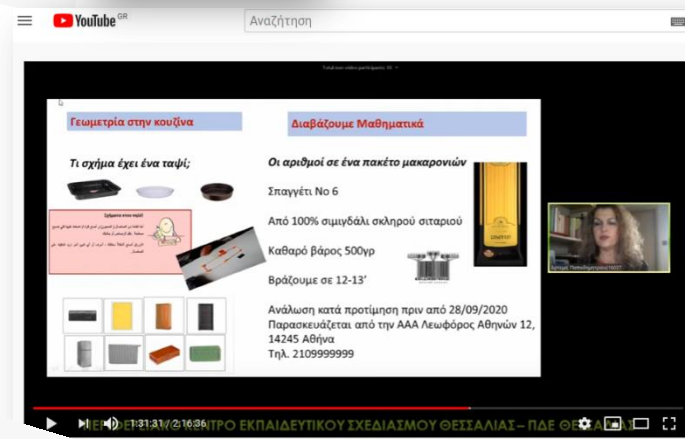 YouTube GR
Αναζήτηση
Γεωμετρία στην κουζίνα
Τι σχήμα έχει ένα ταψί;
Διαβάζουμε Μαθηματικά
Οι αριθμοί σε ένα πακέτο μακαρονιών
Σπαγγέτι Νο 6
Από 100% σιμιγδάλι σκληρού σιταριού
Καθαρό βάρος 500γρ
Βράζουμε σε 12-13’
Ανάλωση κατά προτίμηση πριν από 28/09/2020
Παρασκευάζεται από την ΑΑΑ Λεωφόρος Αθηνών 12,
14245 Αθήνα
Τηλ. 2109999999
1:31:31 / 2:16:36
ΚΕΝΤΡΟ ΕΚΠΑΙΔΕΥΤΙΚΟΥ ΣΧΕΔΙΑΣΜΟΥ ΘΕΣΣΑΛΙΑΣ – ΠΔΕ